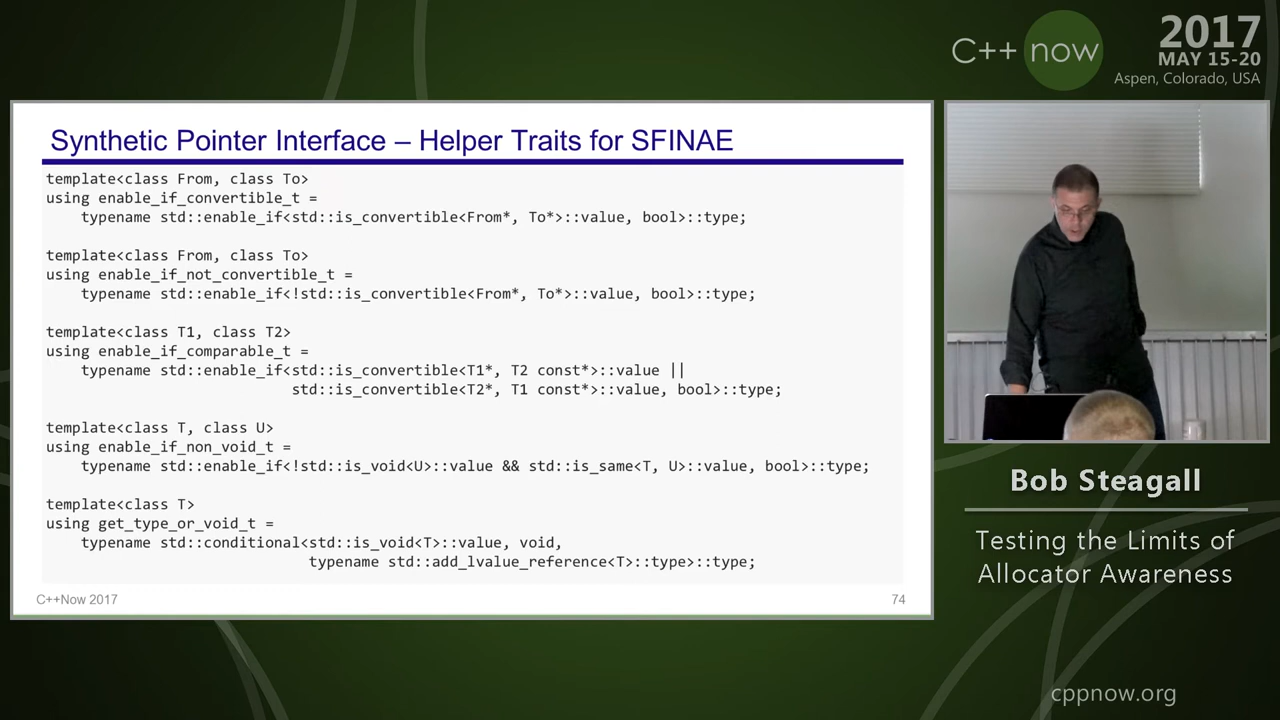 C++ now
2017
MAY 15-20
Aspen, Colorado, USA
Synthetic Pointer Interface – Helper Traits for SFINAE
template<class From, class To>
using enable_if_convertible_t =
    typename std::enable_if<std::is_convertible<From*, To*>::value, bool>::type;
template<class From, class To>
using enable_if_not_convertible_t =
    typename std::enable_if<!std::is_convertible<From*, To*>::value, bool>::type;
template<class T1, class T2>
using enable_if_comparable_t =
    typename std::enable_if<std::is_convertible<T1*, T2 const*>::value ||
                            std::is_convertible<T2*, T1 const*>::value, bool>::type;
template<class T, class U>
using enable_if_non_void_t =
    typename std::enable_if<!std::is_void<U>::value && std::is_same<T, U>::value, bool>::type;
template<class T>
using get_type_or_void_t =
    typename std::conditional<std::is_void<T>::value, void,
                              typename std::add_lvalue_reference<T>::type>::type;
C++Now 2017
74
Bob Steagall
Testing the Limits of
Allocator Awareness
cppnow.org